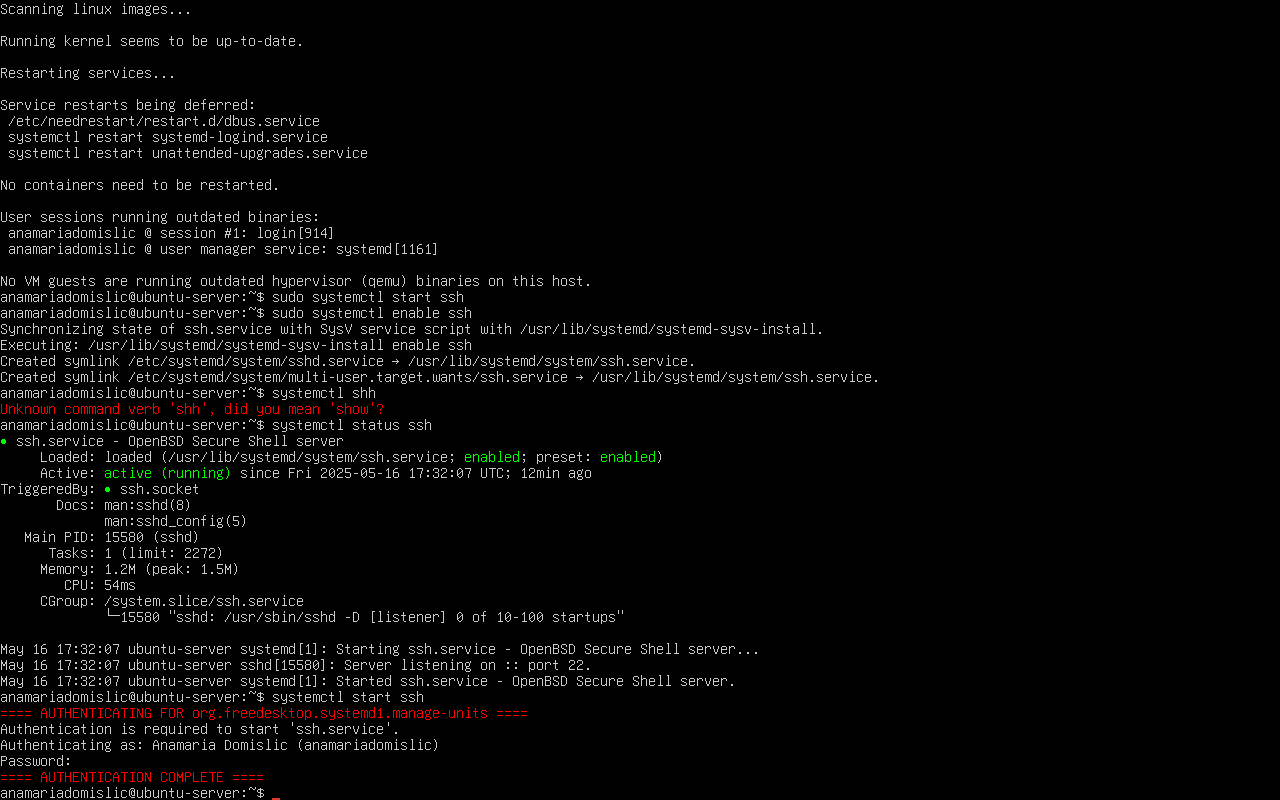 Scanning linux images...
Running kernel seems to be up-to-date.
Restarting services...
Service restarts being deferred:
 /etc/needrestart/restart.d/dbus.service
 systemctl restart systemd-logind.service
 systemctl restart unattended-upgrades.service
No containers need to be restarted.
User sessions running outdated binaries:
 anamariadomislic @ session #1: login[914]
 anamariadomislic @ user manager service: systemd[1161]
No VM guests are running outdated hypervisor (qemu) binaries on this host.
anamariadomislic@ubuntu-server:~$ sudo systemctl start ssh
anamariadomislic@ubuntu-server:~$ sudo systemctl enable ssh
Synchronizing state of ssh.service with SysV service script with /usr/lib/systemd/systemd-sysv-install.
Executing: /usr/lib/systemd/systemd-sysv-install enable ssh
Created symlink /etc/systemd/system/sshd.service → /usr/lib/systemd/system/ssh.service.
Created symlink /etc/systemd/system/multi-user.target.wants/ssh.service → /usr/lib/systemd/system/ssh.service.
anamariadomislic@ubuntu-server:~$ systemctl shh
Unknown command verb 'shh', did you mean 'show'?
anamariadomislic@ubuntu-server:~$ systemctl status ssh
● ssh.service - OpenBSD Secure Shell server
     Loaded: loaded (/usr/lib/systemd/system/ssh.service; enabled; preset: enabled)
     Active: active (running) since Fri 2025-05-16 17:32:07 UTC; 12min ago
TriggeredBy: ● ssh.socket
       Docs: man:sshd(8)
             man:sshd_config(5)
   Main PID: 15580 (sshd)
      Tasks: 1 (limit: 2272)
     Memory: 1.2M (peak: 1.5M)
        CPU: 54ms
     CGroup: /system.slice/ssh.service
             └─15580 "sshd: /usr/sbin/sshd -D [listener] 0 of 10-100 startups"
May 16 17:32:07 ubuntu-server systemd[1]: Starting ssh.service - OpenBSD Secure Shell server...
May 16 17:32:07 ubuntu-server sshd[15580]: Server listening on :: port 22.
May 16 17:32:07 ubuntu-server systemd[1]: Started ssh.service - OpenBSD Secure Shell server.
anamariadomislic@ubuntu-server:~$ systemctl start ssh
==== AUTHENTICATING FOR org.freedesktop.systemd1.manage-units ====
Authentication is required to start 'ssh.service'.
Authenticating as: Anamaria Domislic (anamariadomislic)
Password:
==== AUTHENTICATION COMPLETE ====
anamariadomislic@ubuntu-server:~$ _